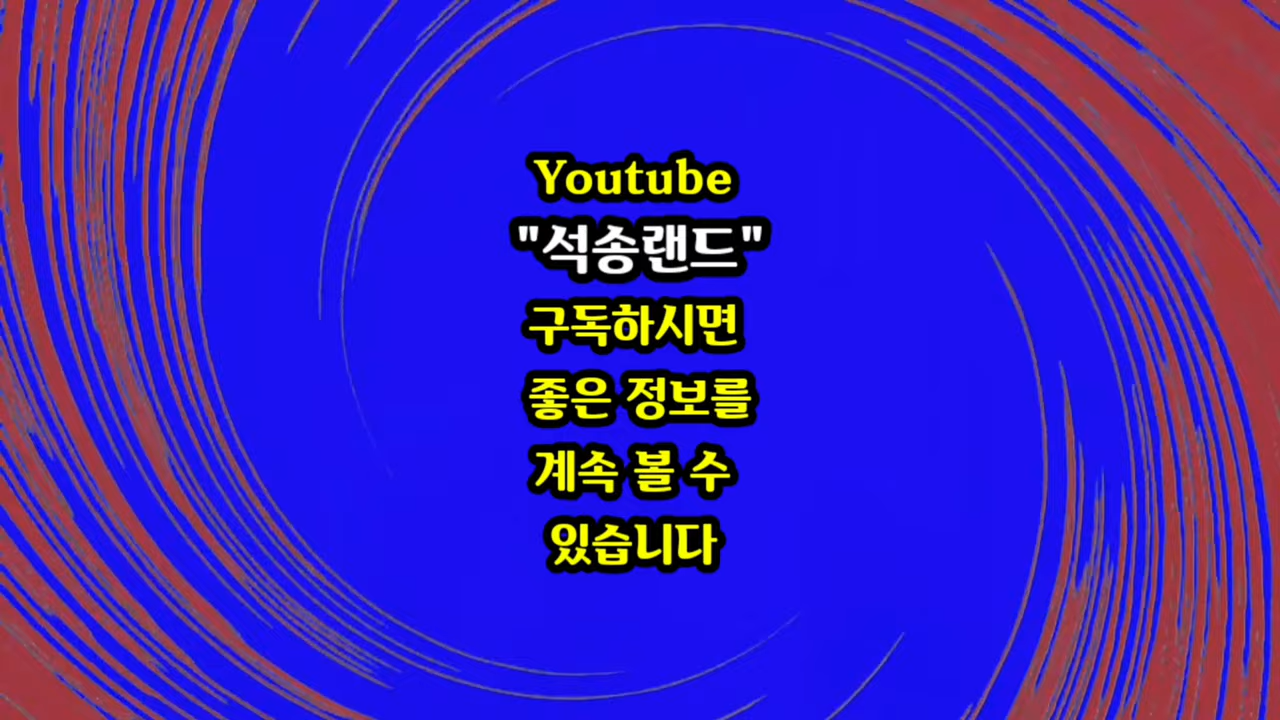 Youtube
"석송랜드"
구독하시면
좋은 정보를
계속 볼 수
있습니다